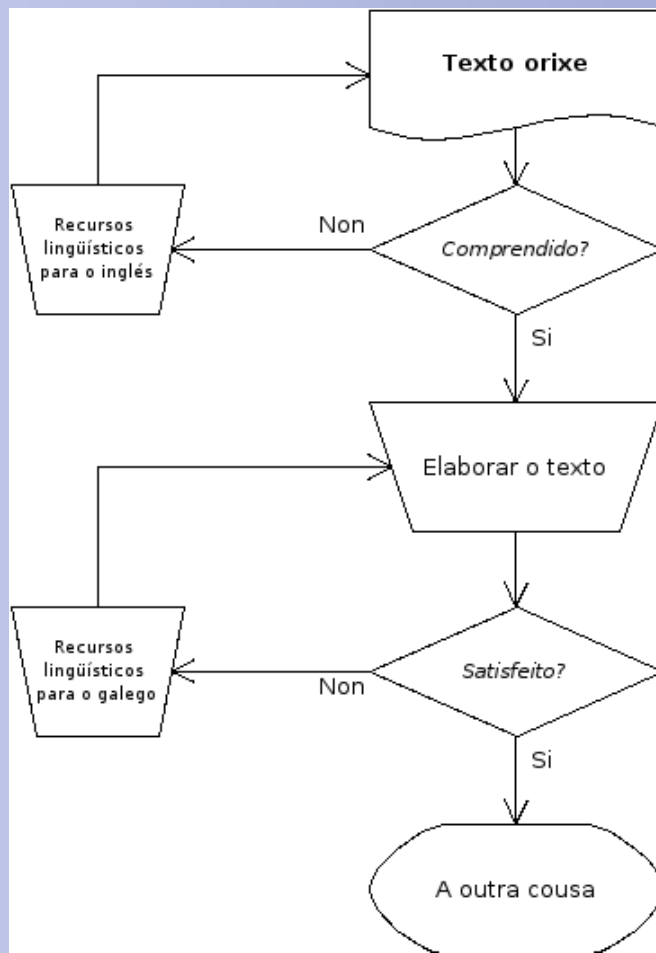 Texto orixe
Recursos
lingüísticos
para o inglés
Non
Comprendido?
Si
Elaborar o texto
Recursos
lingüísticos
para o galego
Non
Satisfeito?
Si
A outra cousa